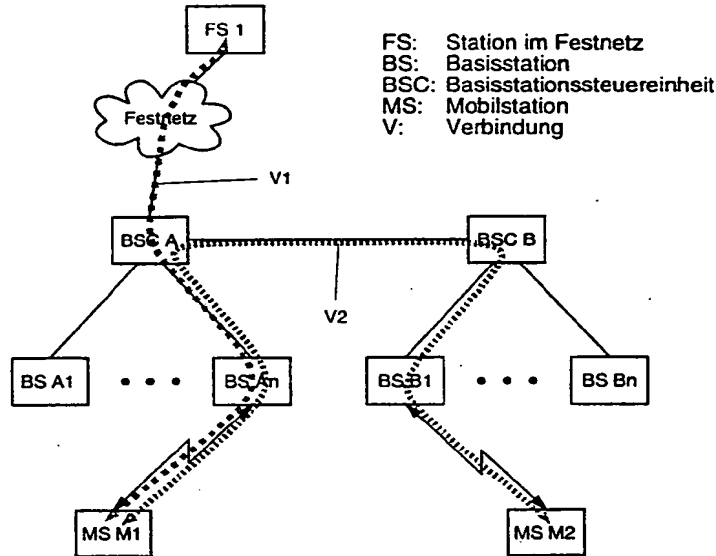 FS 1
FS: Station im Festnetz
BS: Basisstation
BSC: Basisstationssteuereinheit
MS: Mobilstation
V: Verbindung
Festnetz
V1
BSC A
BSC B
V2
BS A1
BS An
BS B1
BS Bn
MS M1
MS M2